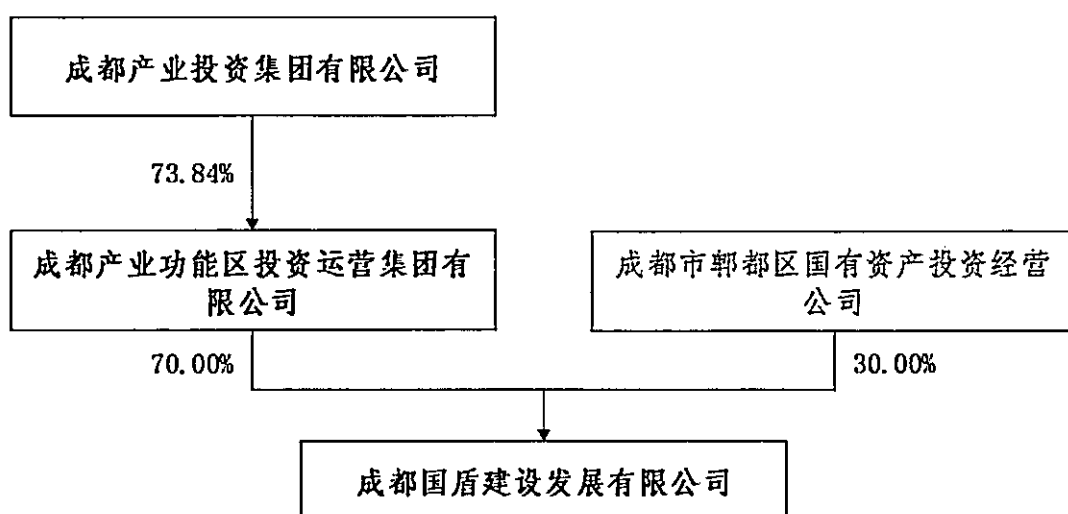 成都产业投资集团有限公司
73.84%
成都产业功能区投资运营集团有
限公司
成都市郫都区国有资产投资经营
公司
70.00%
30.00%
成都国盾建设发展有限公司